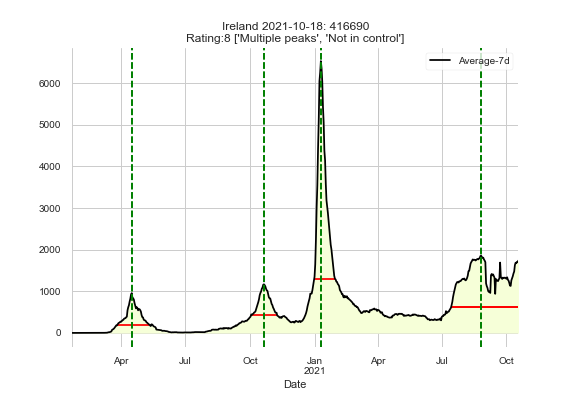 Ireland 2021-10-18: 416690
Rating:8 ['Multiple peaks', 'Not in control']
Average-7d
6000
5000
4000
3000
2000
1000
0
Apr
Jul
Oct
Jan
2021
Apr
Jul
Oct
Date